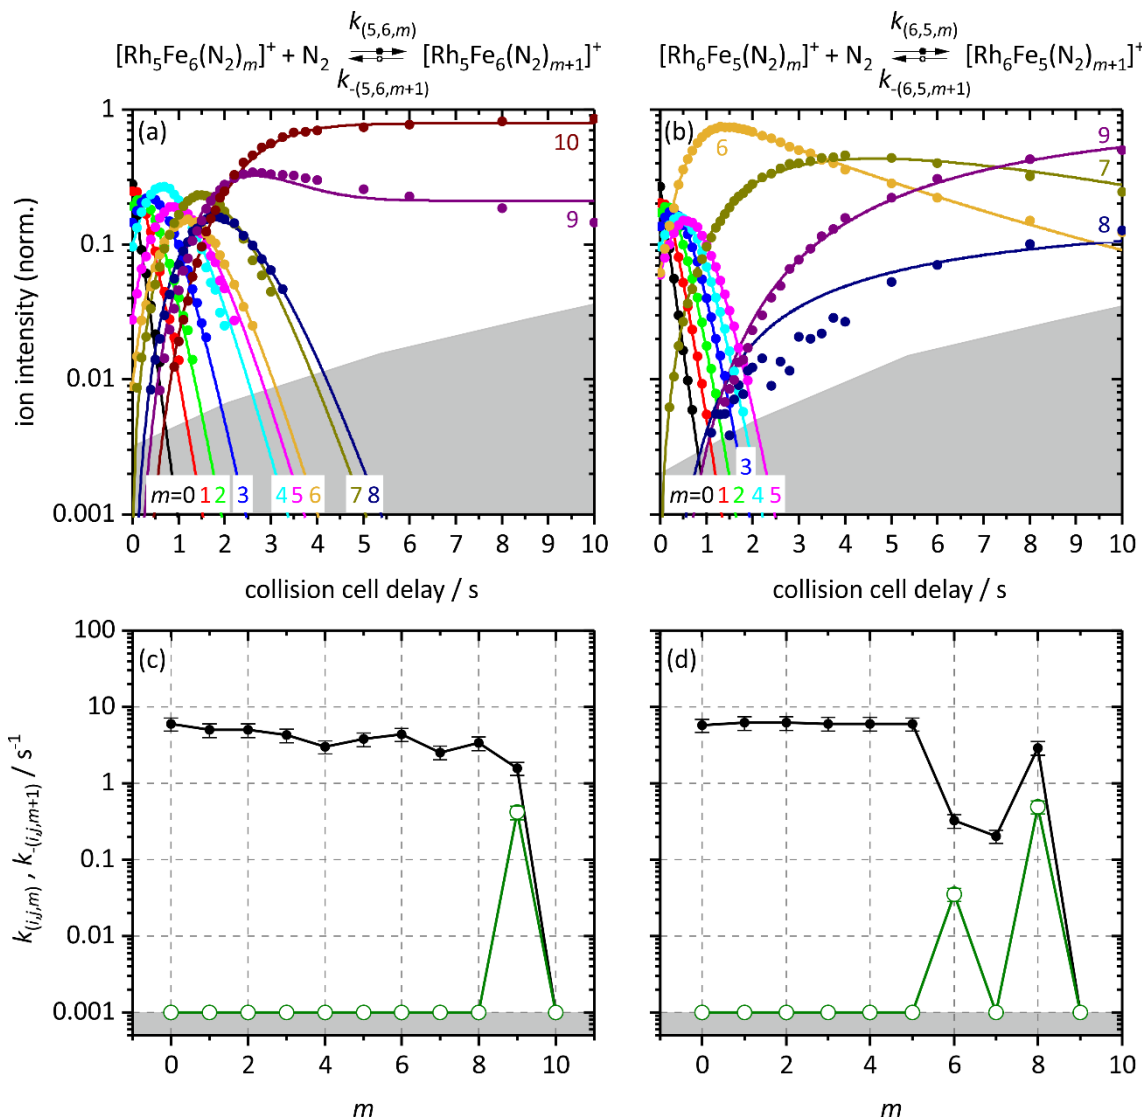 k(5,6,m)
[Rh5Fe6(N2)m]+ + N2 ⇌ [Rh5Fe6(N2)m+1]+
k-(5,6,m+1)
k(6,5,m)
[Rh6Fe5(N2)m]+ + N2 ⇌ [Rh6Fe5(N2)m+1]+
k-(6,5,m+1)
ion intensity (norm.)
1
0.1
0.01
0.001
(a)
10
9
m=0 1 2 3 4 5 6 7 8
0 1 2 3 4 5 6 7 8 9 10
collision cell delay / s
(b)
6
9
7
8
3
m=0 1 2 4 5
0 1 2 3 4 5 6 7 8 9 10
collision cell delay / s
k(i,j,m) , k-(i,j,m+1) / s-1
100
10
1
0.1
0.01
0.001
(c)
0 2 4 6 8 10
m
(d)
0 2 4 6 8 10
m